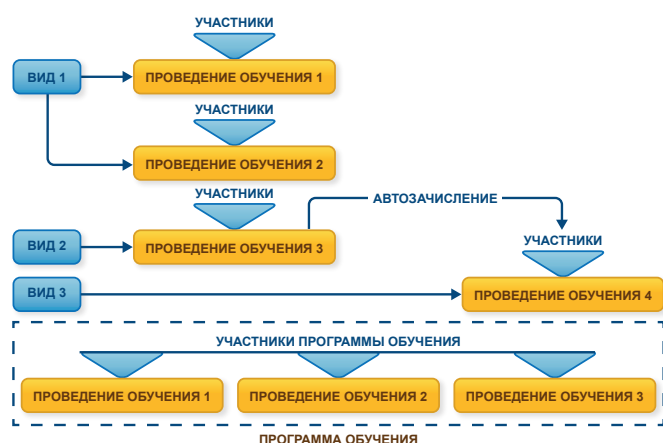 УЧАСТНИКИ
ВИД 1
ПРОВЕДЕНИЕ ОБУЧЕНИЯ 1
УЧАСТНИКИ
ПРОВЕДЕНИЕ ОБУЧЕНИЯ 2
УЧАСТНИКИ
АВТОЗАЧИСЛЕНИЕ
ВИД 2
ПРОВЕДЕНИЕ ОБУЧЕНИЯ 3
УЧАСТНИКИ
ВИД 3
ПРОВЕДЕНИЕ ОБУЧЕНИЯ 4
УЧАСТНИКИ ПРОГРАММЫ ОБУЧЕНИЯ
ПРОВЕДЕНИЕ ОБУЧЕНИЯ 1
ПРОВЕДЕНИЕ ОБУЧЕНИЯ 2
ПРОВЕДЕНИЕ ОБУЧЕНИЯ 3
ПРОГРАММА ОБУЧЕНИЯ